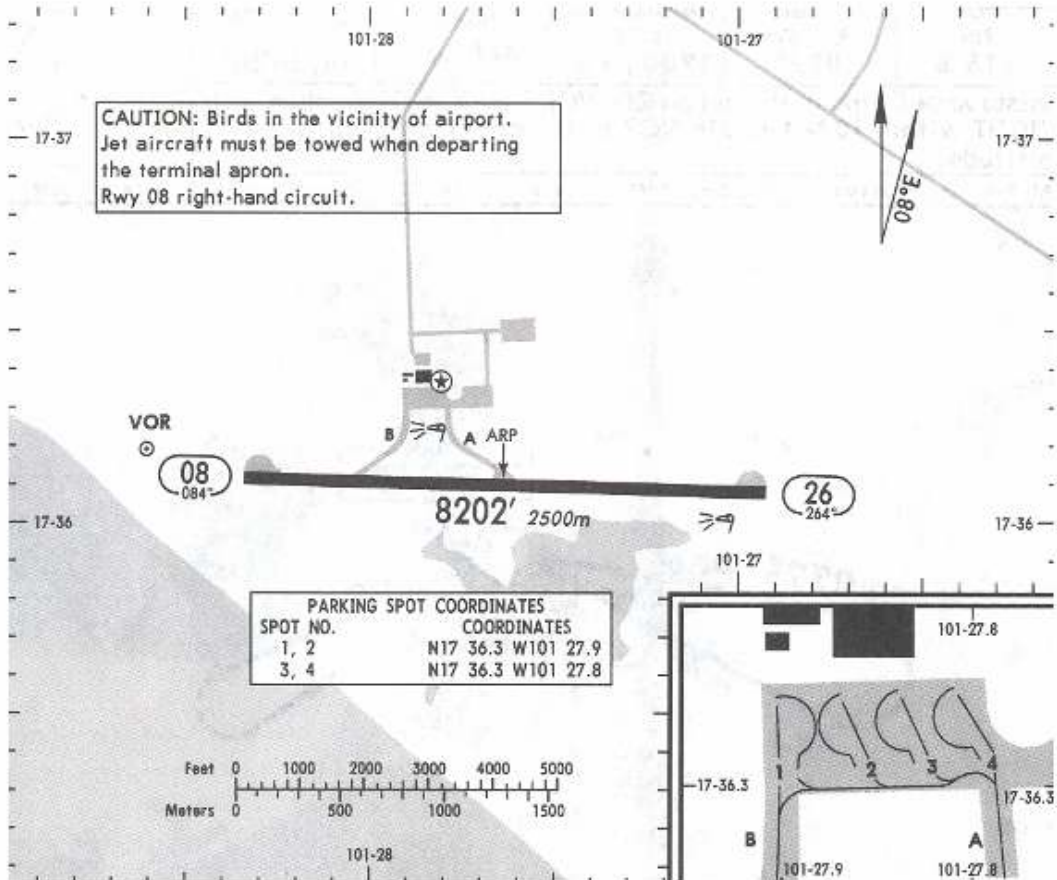 101-28
101-27
CAUTION: Birds in the vicinity of airport.
Jet aircraft must be towed when departing
the terminal apron.
Rwy 08 right-hand circuit.
17-37
17-37
08°E
VOR
B
A
ARP
08
084°
26
264°
8202' 2500m
17-36
17-36
101-27
PARKING SPOT COORDINATES
SPOT NO. COORDINATES
1, 2 N17 36.3 W101 27.9
3, 4 N17 36.3 W101 27.8
101-27.8
1 2 3 4
17-36.3
17-36.3
B
A
101-27.9
101-27.8
Feet 0 1000 2000 3000 4000 5000
Meters 0 500 1000 1500
101-28